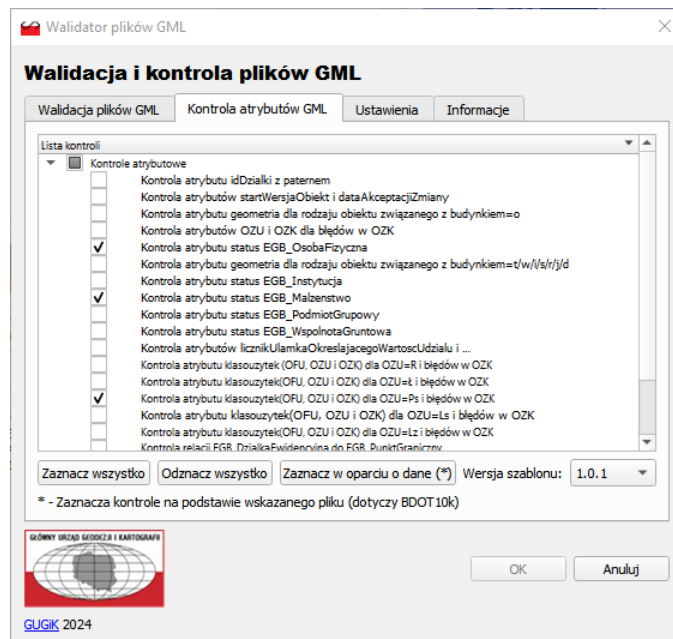 Walidator plików GML
Walidacja i kontrola plików GML
Walidacja plików GML
Kontrola atrybutów GML
Ustawienia
Informacje
Lista kontroli
Kontrole atrybutowe
Kontrola atrybutu idDzialki z paternem
Kontrola atrybutów startWersjaObiekt i dataAkceptacjiZmiany
Kontrola atrybutu geometria dla rodzaju obiektu związanego z budynkiem=o
Kontrola atrybutów OZU i OZK dla błędów w OZK
Kontrola atrybutu status EGB_OsobaFizyczna
Kontrola atrybutu geometria dla rodzaju obiektu związanego z budynkiem=t/w/i/s/r/j/d
Kontrola atrybutu status EGB_Instytucja
Kontrola atrybutu status EGB_Malzenstwo
Kontrola atrybutu status EGB_PodmiotGrupowy
Kontrola atrybutu status EGB_WspolnotaGruntowa
Kontrola atrybutów licznikUlamkaOkreslajacegoWartoscUdzialu i ...
Kontrola atrybutu klasouzytek (OFU, OZU i OZK) dla OZU=R i błędów w OZK
Kontrola atrybutu klasouzytek(OFU, OZU i OZK) dla OZU=Ł i błędów w OZK
Kontrola atrybutu klasouzytek(OFU, OZU i OZK) dla OZU=Ps i błędów w OZK
Kontrola atrybutu klasouzytek(OFU, OZU i OZK) dla OZU=Ls i błędów w OZK
Kontrola atrybutu klasouzytek(OFU, OZU i OZK) dla OZU=Lz i błędów w OZK
Kontrola relacji EGB_DzialkaEwidencyjna do EGB_PunktGraniczny
Zaznacz wszystko
Odznacz wszystko
Zaznacz w oparciu o dane (*)
Wersja szablonu:
1.0.1
* - Zaznacza kontrole na podstawie wskazanego pliku (dotyczy BDOT10k)
GŁÓWNY URZĄD GEODEZJI I KARTOGRAFII
OK
Anuluj
GUGiK 2024